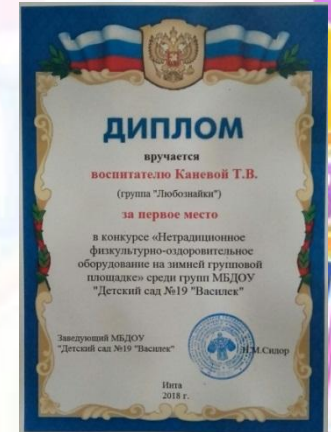 ДИПЛОМ
вручается
воспитателю Каневой Т.В.
(группа "Любознайки")
за первое место
в конкурсе «Нетрадиционное
физкультурно-оздоровительное
оборудование на зимней групповой
площадке» среди групп МБДОУ
"Детский сад №19 "Василек"
Заведующий МБДОУ
"Детский сад №19 "Василек"
Н.М.Сидор
Инта
2018 г.